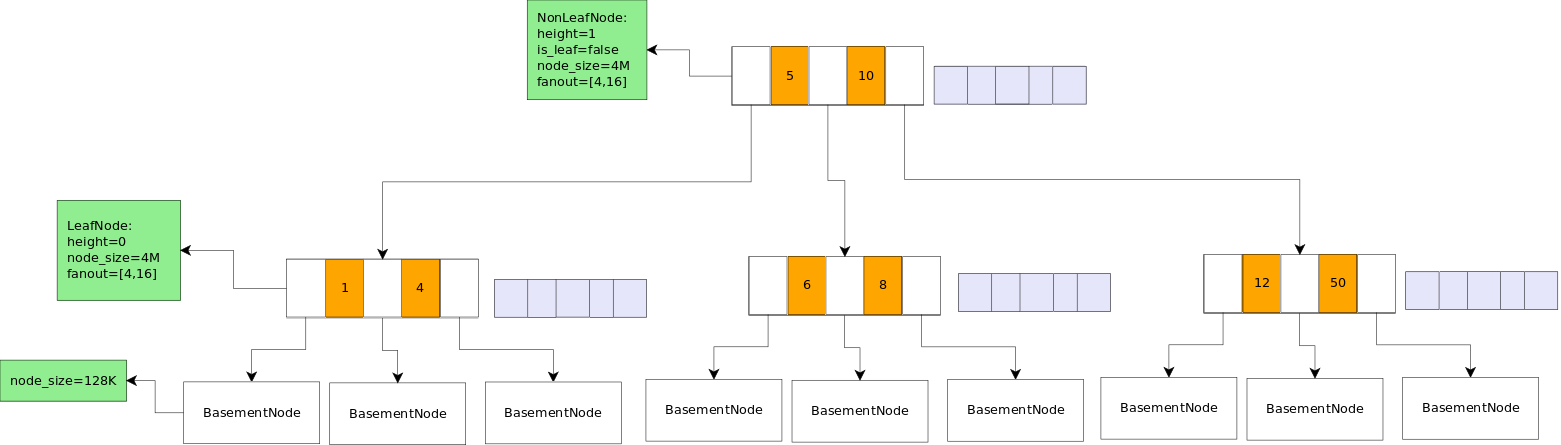 NonLeafNode:
height=1
is_leaf=false
node_size=4M
fanout=[4,16]
5
10
LeafNode:
height=0
node_size=4M
fanout=[4,16]
1
4
6
8
12
50
node_size=128K
BasementNode
BasementNode
BasementNode
BasementNode
BasementNode
BasementNode
BasementNode
BasementNode
BasementNode